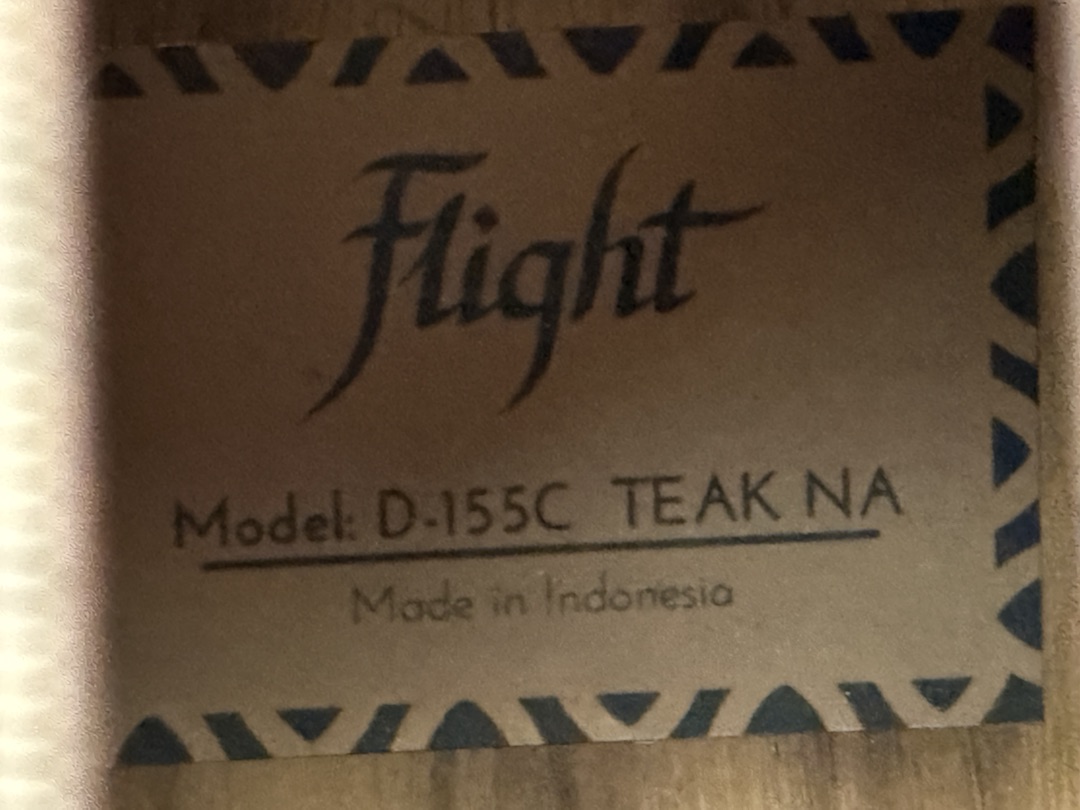 Flight
Model: D-155C TEAK NA
Made in Indonesia